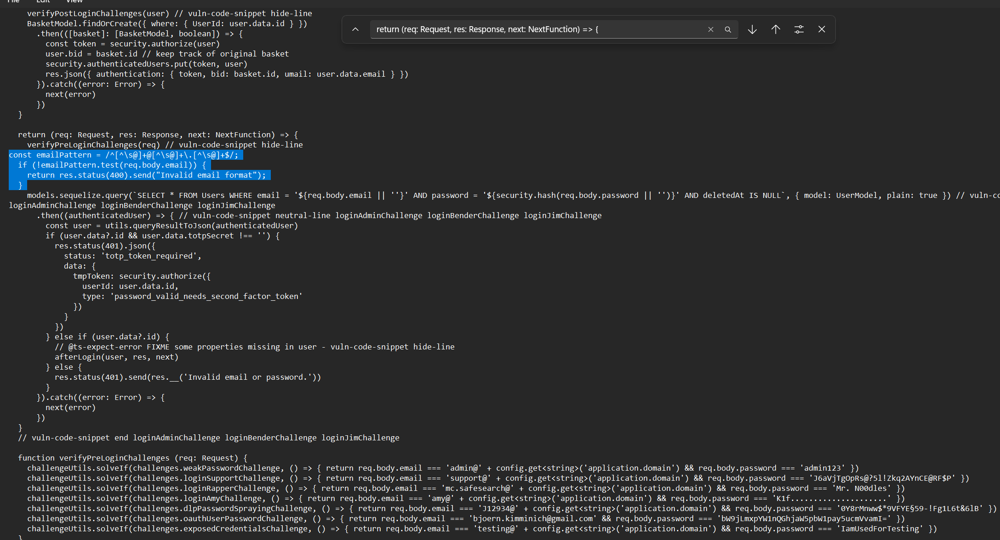 File Edit View
return (req: Request, res: Response, next: NextFunction) => {
    verifyPostLoginChallenges(user) // vuln-code-snippet hide-line
    BasketModel.findOrCreate({ where: { UserId: user.data.id } })
      .then(([basket]: [BasketModel, boolean]) => {
        const token = security.authorize(user)
        user.bid = basket.id // keep track of original basket
        security.authenticatedUsers.put(token, user)
        res.json({ authentication: { token, bid: basket.id, umail: user.data.email } })
      }).catch((error: Error) => {
        next(error)
      })
  }

  return (req: Request, res: Response, next: NextFunction) => {
    verifyPreLoginChallenges(req) // vuln-code-snippet hide-line
const emailPattern = /^[^\s@]+@[^\s@]+\.[^\s@]+$/;
  if (!emailPattern.test(req.body.email)) {
    return res.status(400).send("Invalid email format");
  }
    models.sequelize.query(`SELECT * FROM Users WHERE email = '${req.body.email || ''}' AND password = '${security.hash(req.body.password || '')}' AND deletedAt IS NULL`, { model: UserModel, plain: true }) // vuln-co
loginAdminChallenge loginBenderChallenge loginJimChallenge
      .then((authenticatedUser) => { // vuln-code-snippet neutral-line loginAdminChallenge loginBenderChallenge loginJimChallenge
        const user = utils.queryResultToJson(authenticatedUser)
        if (user.data?.id && user.data.totpSecret !== '') {
          res.status(401).json({
            status: 'totp_token_required',
            data: {
              tmpToken: security.authorize({
                userId: user.data.id,
                type: 'password_valid_needs_second_factor_token'
              })
            }
          })
        } else if (user.data?.id) {
          // @ts-expect-error FIXME some properties missing in user - vuln-code-snippet hide-line
          afterLogin(user, res, next)
        } else {
          res.status(401).send(res.__('Invalid email or password.'))
        }
      }).catch((error: Error) => {
        next(error)
      })
  }
  // vuln-code-snippet end loginAdminChallenge loginBenderChallenge loginJimChallenge

  function verifyPreLoginChallenges (req: Request) {
    challengeUtils.solveIf(challenges.weakPasswordChallenge, () => { return req.body.email === 'admin@' + config.get<string>('application.domain') && req.body.password === 'admin123' })
    challengeUtils.solveIf(challenges.loginSupportChallenge, () => { return req.body.email === 'support@' + config.get<string>('application.domain') && req.body.password === 'J6aVjTgOpRs@?5l!Zkq2AYnCE@RF$P' })
    challengeUtils.solveIf(challenges.loginRapperChallenge, () => { return req.body.email === 'mc.safesearch@' + config.get<string>('application.domain') && req.body.password === 'Mr. N00dles' })
    challengeUtils.solveIf(challenges.loginAmyChallenge, () => { return req.body.email === 'amy@' + config.get<string>('application.domain') && req.body.password === 'K1f.....................' })
    challengeUtils.solveIf(challenges.dlpPasswordSprayingChallenge, () => { return req.body.email === 'J12934@' + config.get<string>('application.domain') && req.body.password === '0Y8rMnww$*9VFYE§59-!Fg1L6t&6lB' })
    challengeUtils.solveIf(challenges.oauthUserPasswordChallenge, () => { return req.body.email === 'bjoern.kimminich@gmail.com' && req.body.password === 'bW9jLmxpYW1nQGhjaW5pbW1pay5ucmVvamI=' })
    challengeUtils.solveIf(challenges.exposedCredentialsChallenge, () => { return req.body.email === 'testing@' + config.get<string>('application.domain') && req.body.password === 'IamUsedForTesting' })
  }